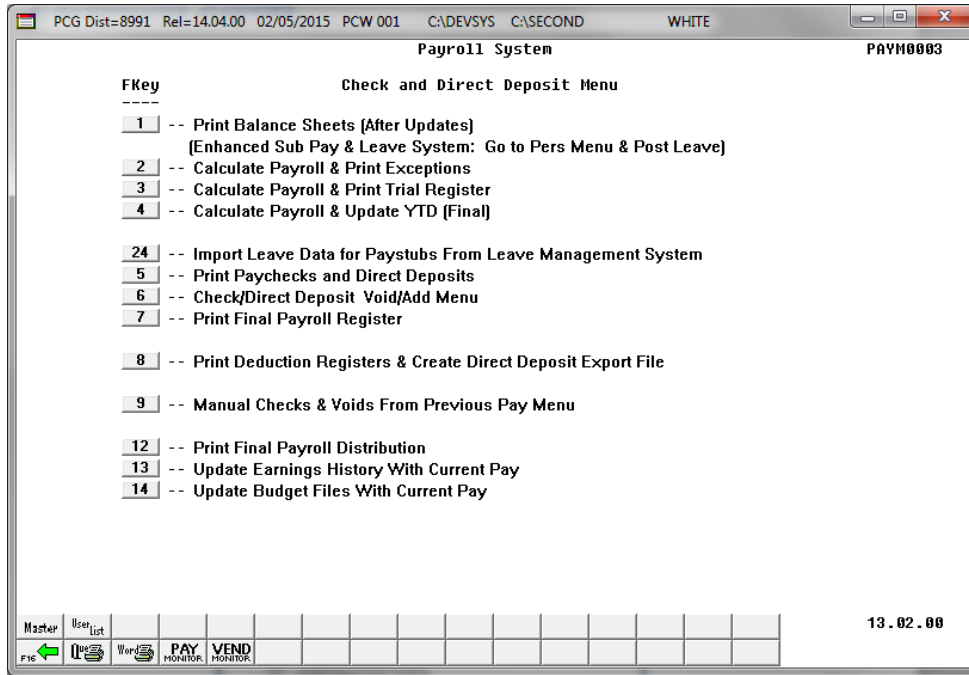 PCG Dist=8991 Rel=14.04.00 02/05/2015 PCW 001 C:\DEVSYS C:\SECOND WHITE
Payroll System PAYM0003
FKey Check and Direct Deposit Menu
----
1 -- Print Balance Sheets (After Updates)
(Enhanced Sub Pay & Leave System: Go to Pers Menu & Post Leave)
2 -- Calculate Payroll & Print Exceptions
3 -- Calculate Payroll & Print Trial Register
4 -- Calculate Payroll & Update YTD (Final)
24 -- Import Leave Data for Paystubs From Leave Management System
5 -- Print Paychecks and Direct Deposits
6 -- Check/Direct Deposit Void/Add Menu
7 -- Print Final Payroll Register
8 -- Print Deduction Registers & Create Direct Deposit Export File
9 -- Manual Checks & Voids From Previous Pay Menu
12 -- Print Final Payroll Distribution
13 -- Update Earnings History With Current Pay
14 -- Update Budget Files With Current Pay
Master User List 13.02.00
F16 Que Word PAY MONITOR VEND MONITOR